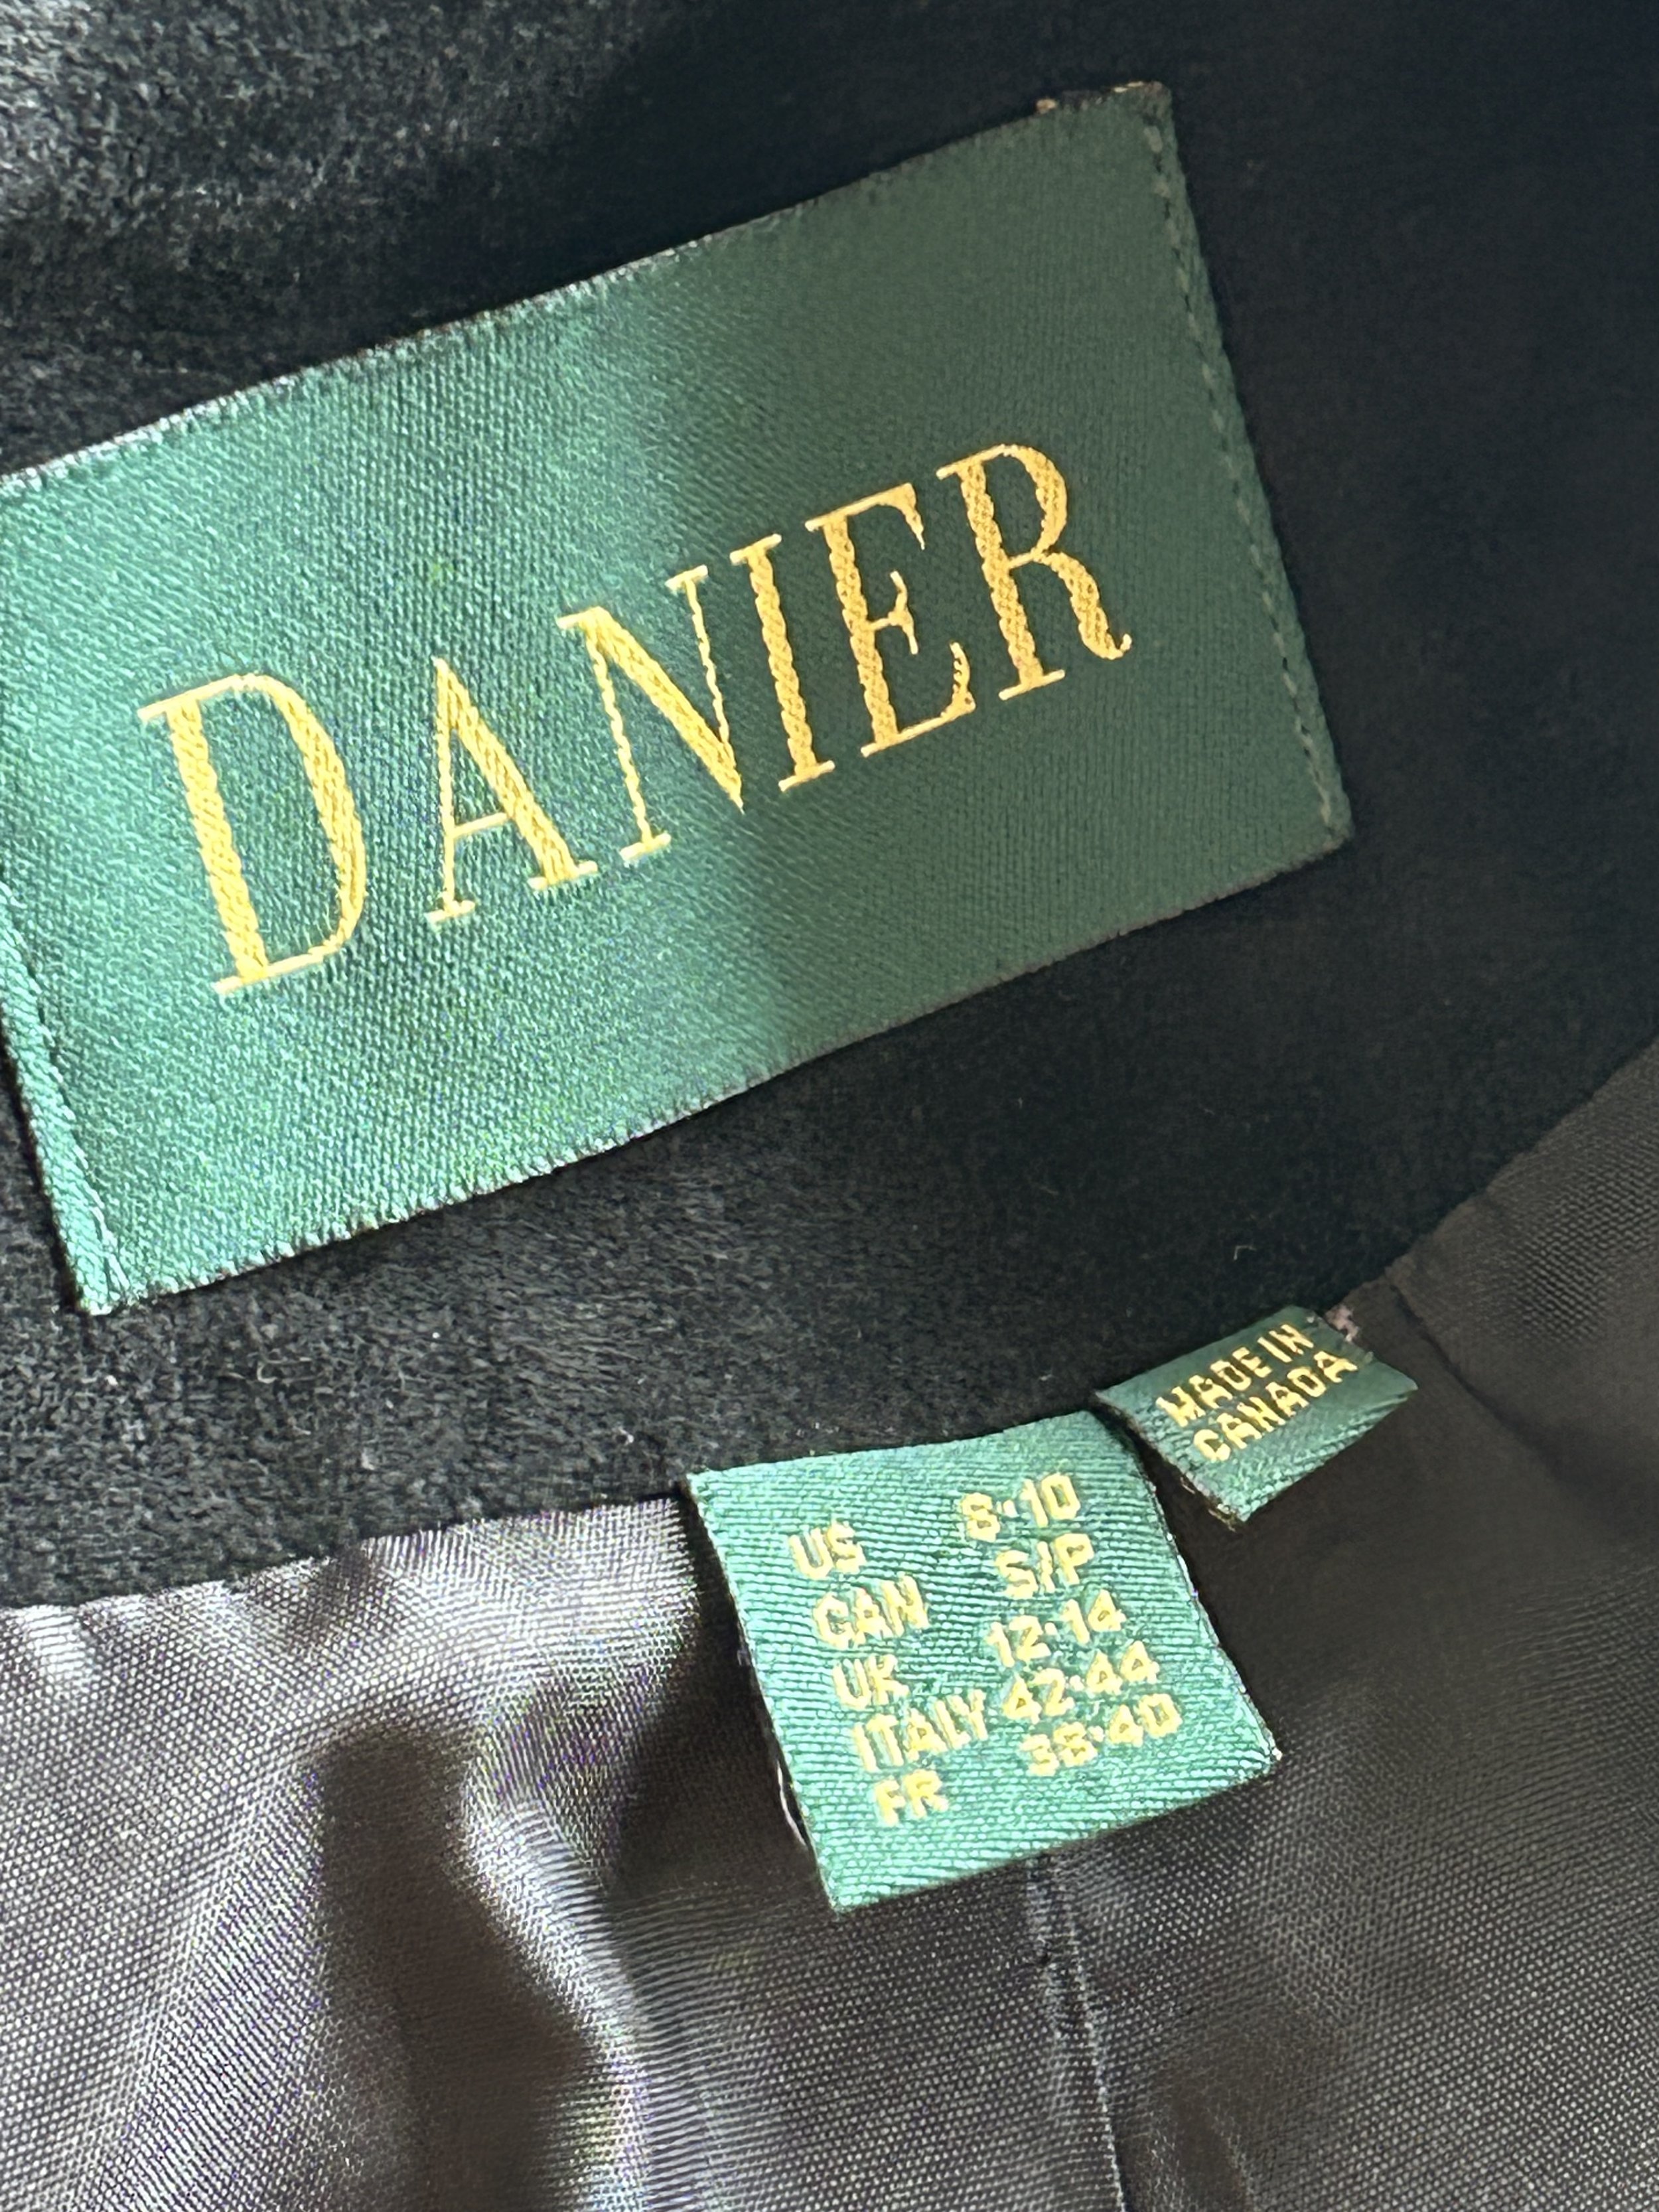 DANIER
MADE IN
CANADA
US 8-10
CAN S/P
UK 12-14
ITALY 42-44
FR 38-40